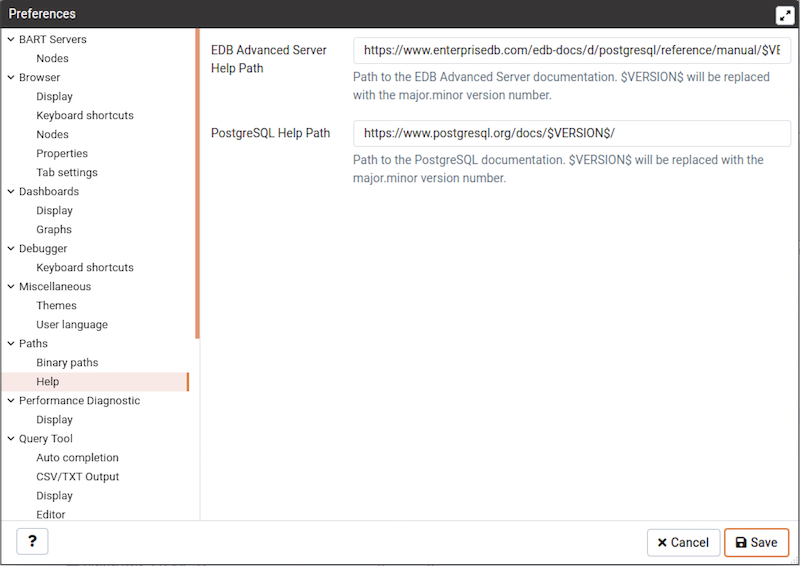 Preferences
BART Servers
Nodes
Browser
Display
Keyboard shortcuts
Nodes
Properties
Tab settings
Dashboards
Display
Graphs
Debugger
Keyboard shortcuts
Miscellaneous
Themes
User language
Paths
Binary paths
Help
Performance Diagnostic
Display
Query Tool
Auto completion
CSV/TXT Output
Display
Editor
EDB Advanced Server
Help Path
https://www.enterprisedb.com/edb-docs/d/postgresql/reference/manual/$VE
Path to the EDB Advanced Server documentation. $VERSION$ will be replaced
with the major.minor version number.
PostgreSQL Help Path
https://www.postgresql.org/docs/$VERSION$/
Path to the PostgreSQL documentation. $VERSION$ will be replaced with the
major.minor version number.
?
Cancel
Save